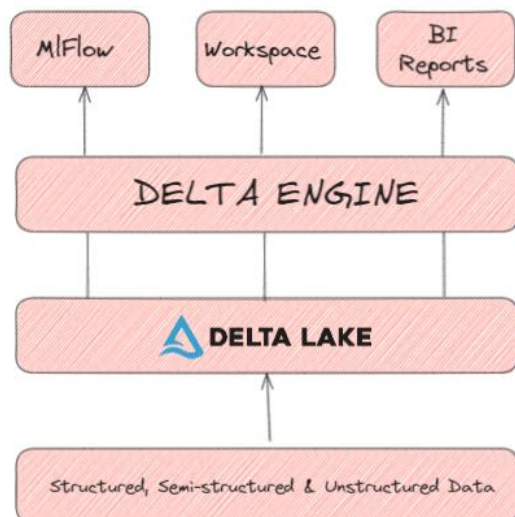 MlFlow
Workspace
BI
Reports
DELTA ENGINE
DELTA LAKE
Structured, Semi-structured & Unstructured Data